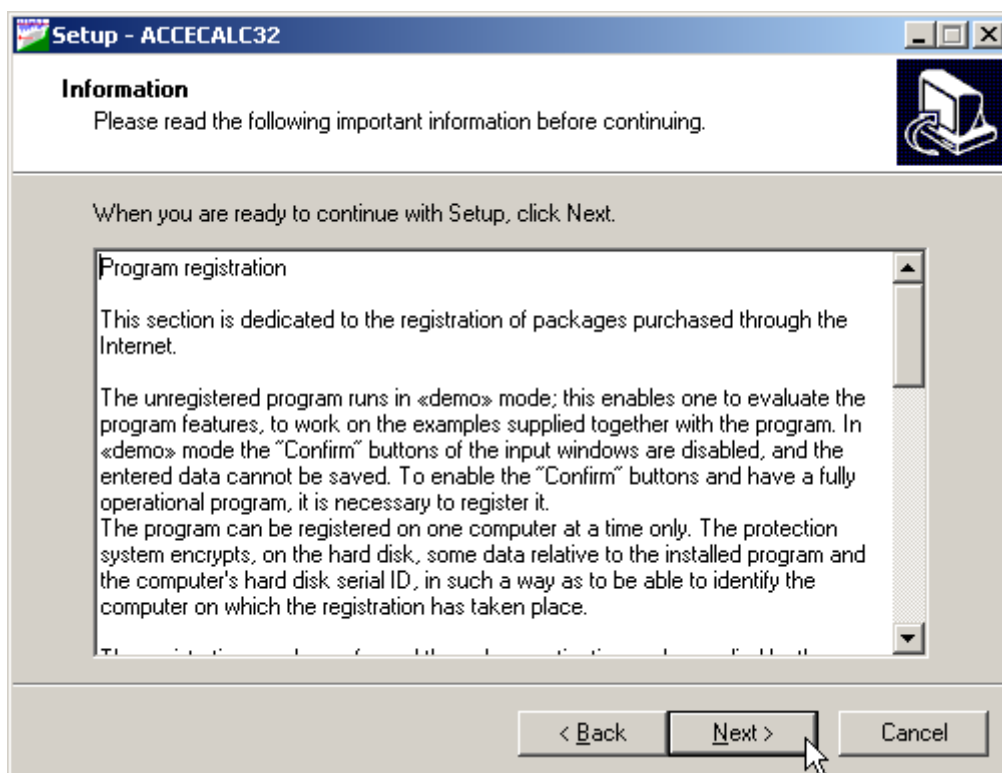 Setup - ACCECALC32
Information
Please read the following important information before continuing.
When you are ready to continue with Setup, click Next.
Program registration
This section is dedicated to the registration of packages purchased through the
Internet.
The unregistered program runs in «demo» mode; this enables one to evaluate the
program features, to work on the examples supplied together with the program. In
«demo» mode the "Confirm" buttons of the input windows are disabled, and the
entered data cannot be saved. To enable the "Confirm" buttons and have a fully
operational program, it is necessary to register it.
The program can be registered on one computer at a time only. The protection
system encrypts, on the hard disk, some data relative to the installed program and
the computer's hard disk serial ID, in such a way as to be able to identify the
computer on which the registration has taken place.
< Back
Next >
Cancel